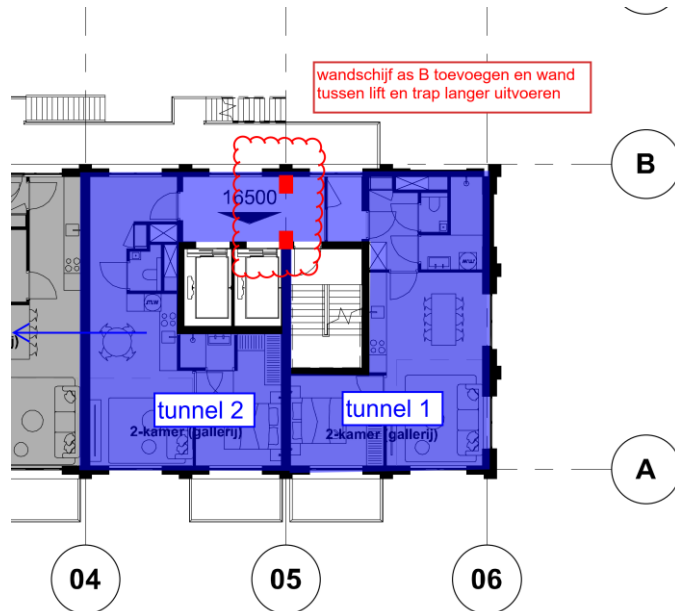 wandschijf as B toevoegen en wand
tussen lift en trap langer uitvoeren
B
16500
tunnel 2
tunnel 1
2-kamer (gallerij)
2-kamer (gallerij)
A
04
05
06